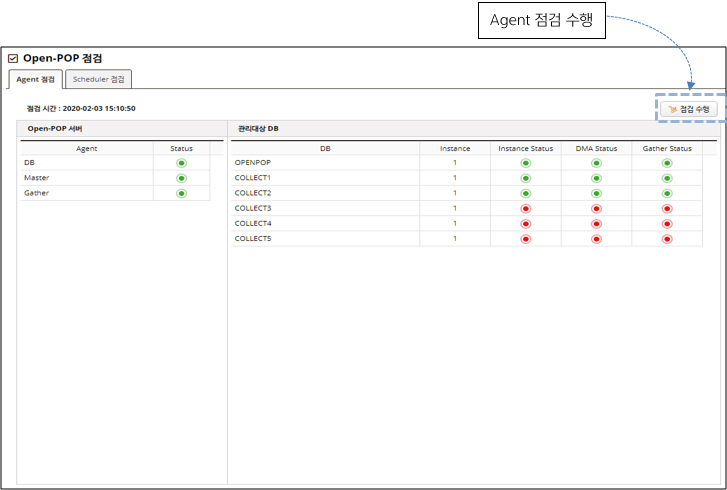 Agent 점검 수행
Open-POP 점검
Agent 점검 Scheduler 점검
점검 시간 : 2020-02-03 15:10:50 점검 수행
Open-POP 서버 관리대상 DB
Agent Status DB Instance Instance Status DMA Status Gather Status
DB OPENPOP 1
Master COLLECT1 1
Gather COLLECT2 1
COLLECT3 1
COLLECT4 1
COLLECT5 1